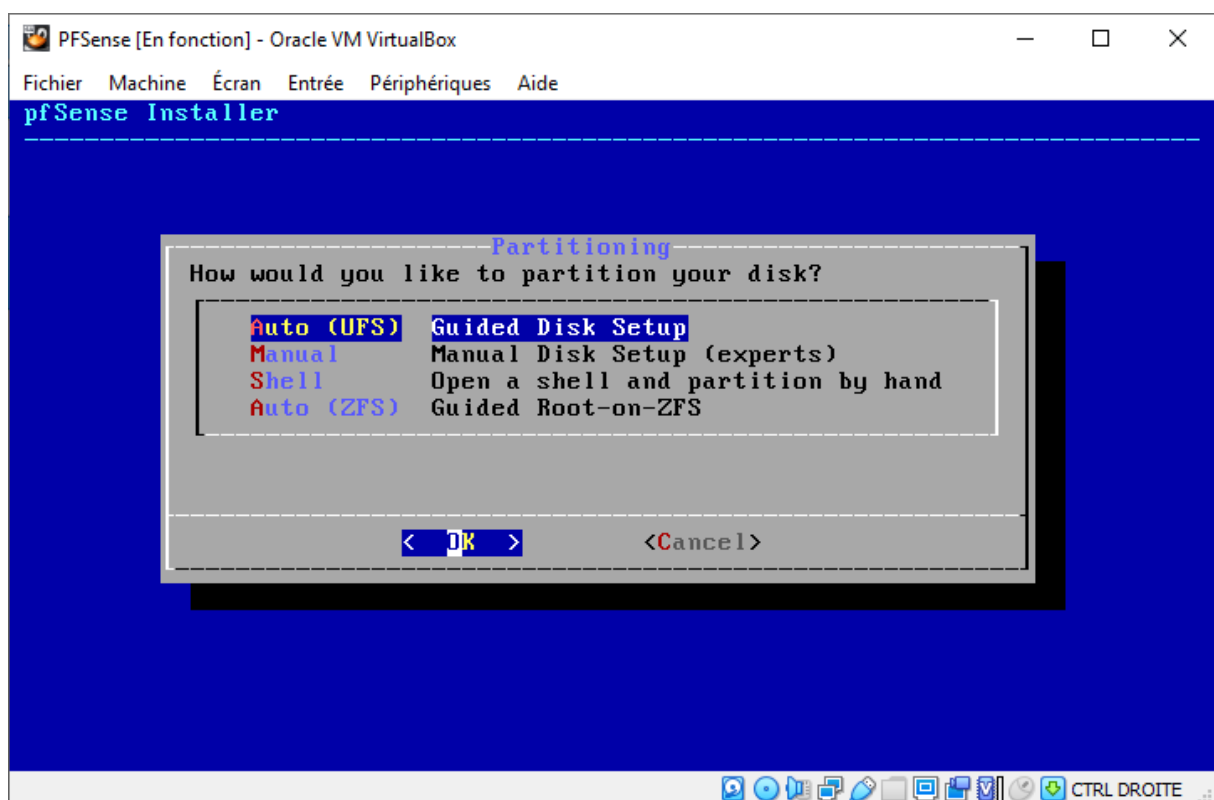 PFSense [En fonction] - Oracle VM VirtualBox
Fichier Machine Écran Entrée Périphériques Aide
pfSense Installer
Partitioning
How would you like to partition your disk?
Auto (UFS) Guided Disk Setup
Manual Manual Disk Setup (experts)
Shell Open a shell and partition by hand
Auto (ZFS) Guided Root-on-ZFS
< OK > <Cancel>
CTRL DROITE